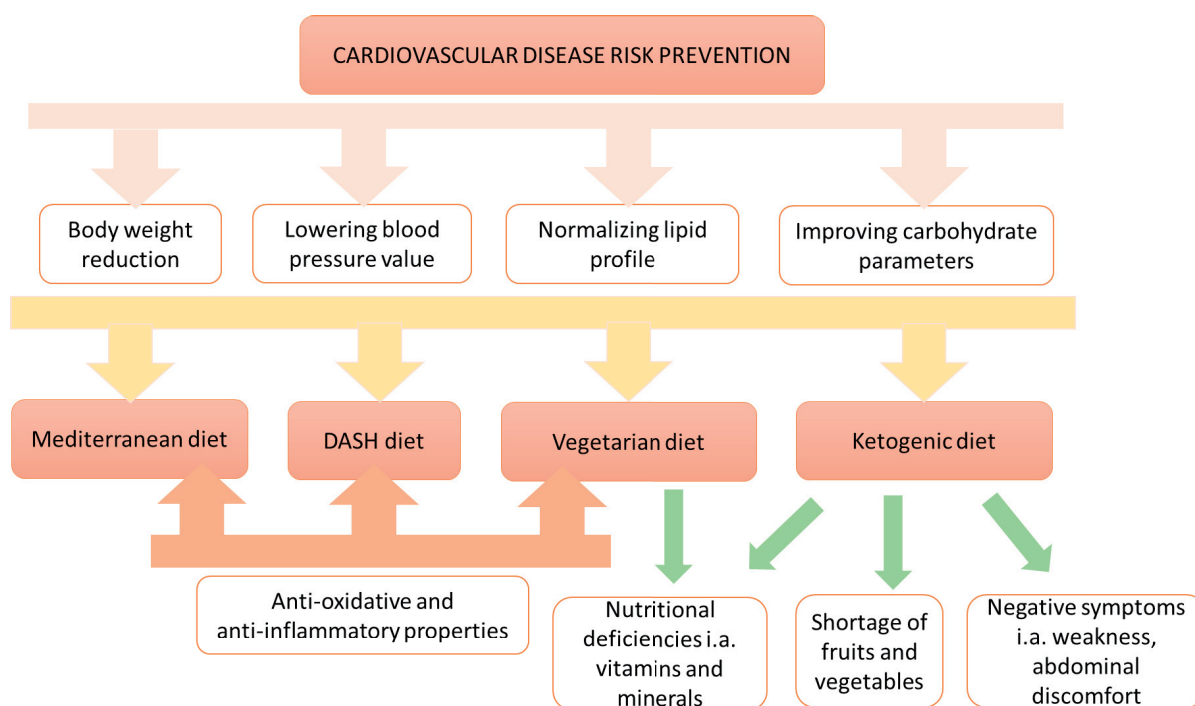 CARDIOVASCULAR DISEASE RISK PREVENTION
Body weight
reduction
Lowering blood
pressure value
Normalizing lipid
profile
Improving carbohydrate
parameters
Mediterranean diet
DASH diet
Vegetarian diet
Ketogenic diet
Anti-oxidative and
anti-inflammatory properties
Nutritional
deficiencies i.a.
vitamins and
minerals
Shortage of
fruits and
vegetables
Negative symptoms
i.a. weakness,
abdominal
discomfort